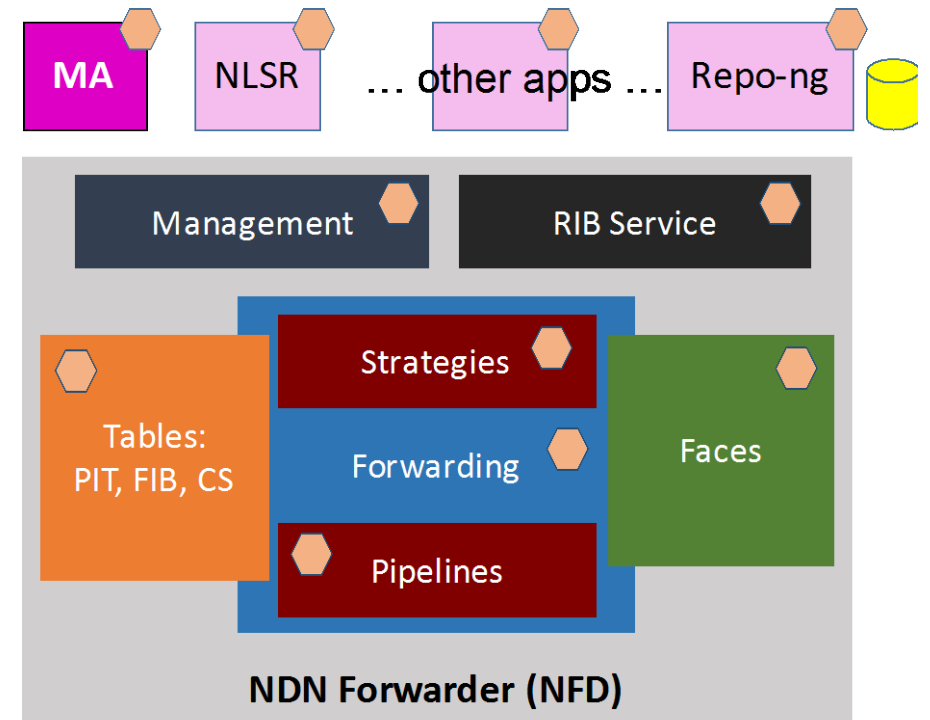 MA
NLSR
... other apps ...
Repo-ng
Management
RIB Service
Strategies
Tables:
PIT, FIB, CS
Forwarding
Faces
Pipelines
NDN Forwarder (NFD)